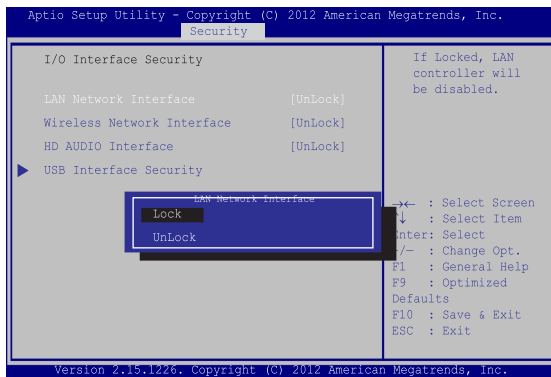 Aptio Setup Utility - Copyright (C) 2012 American Megatrends, Inc.
Security
I/O Interface Security
LAN Network Interface [UnLock]
Wireless Network Interface [UnLock]
HD AUDIO Interface [UnLock]
USB Interface Security
If Locked, LAN
controller will
be disabled.
LAN Network Interface
Lock
UnLock
→← : Select Screen
↑↓ : Select Item
Enter: Select
+/— : Change Opt.
F1 : General Help
F9 : Optimized
Defaults
F10 : Save & Exit
ESC : Exit
Version 2.15.1226. Copyright (C) 2012 American Megatrends, Inc.